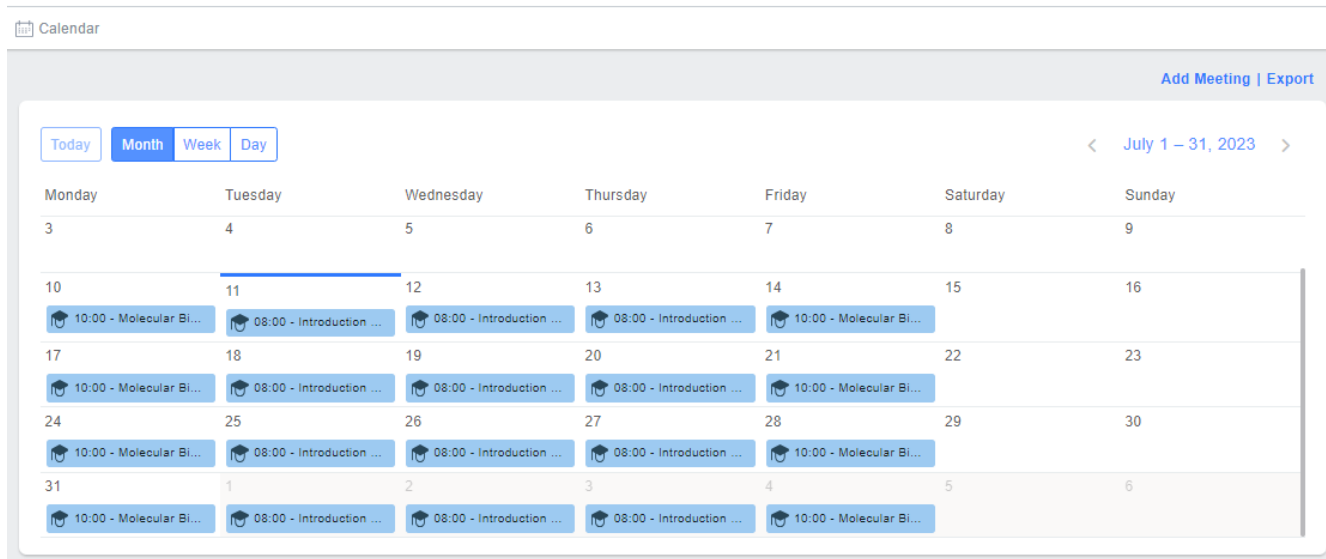 Calendar
Add Meeting | Export
Today Month Week Day < July 1 – 31, 2023 >
Monday Tuesday Wednesday Thursday Friday Saturday Sunday
3 4 5 6 7 8 9
10 11 12 13 14 15 16
10:00 - Molecular Bi... 08:00 - Introduction ... 08:00 - Introduction ... 08:00 - Introduction ... 10:00 - Molecular Bi...
17 18 19 20 21 22 23
10:00 - Molecular Bi... 08:00 - Introduction ... 08:00 - Introduction ... 08:00 - Introduction ... 10:00 - Molecular Bi...
24 25 26 27 28 29 30
10:00 - Molecular Bi... 08:00 - Introduction ... 08:00 - Introduction ... 08:00 - Introduction ... 10:00 - Molecular Bi...
31 1 2 3 4 5 6
10:00 - Molecular Bi... 08:00 - Introduction ... 08:00 - Introduction ... 08:00 - Introduction ... 10:00 - Molecular Bi...